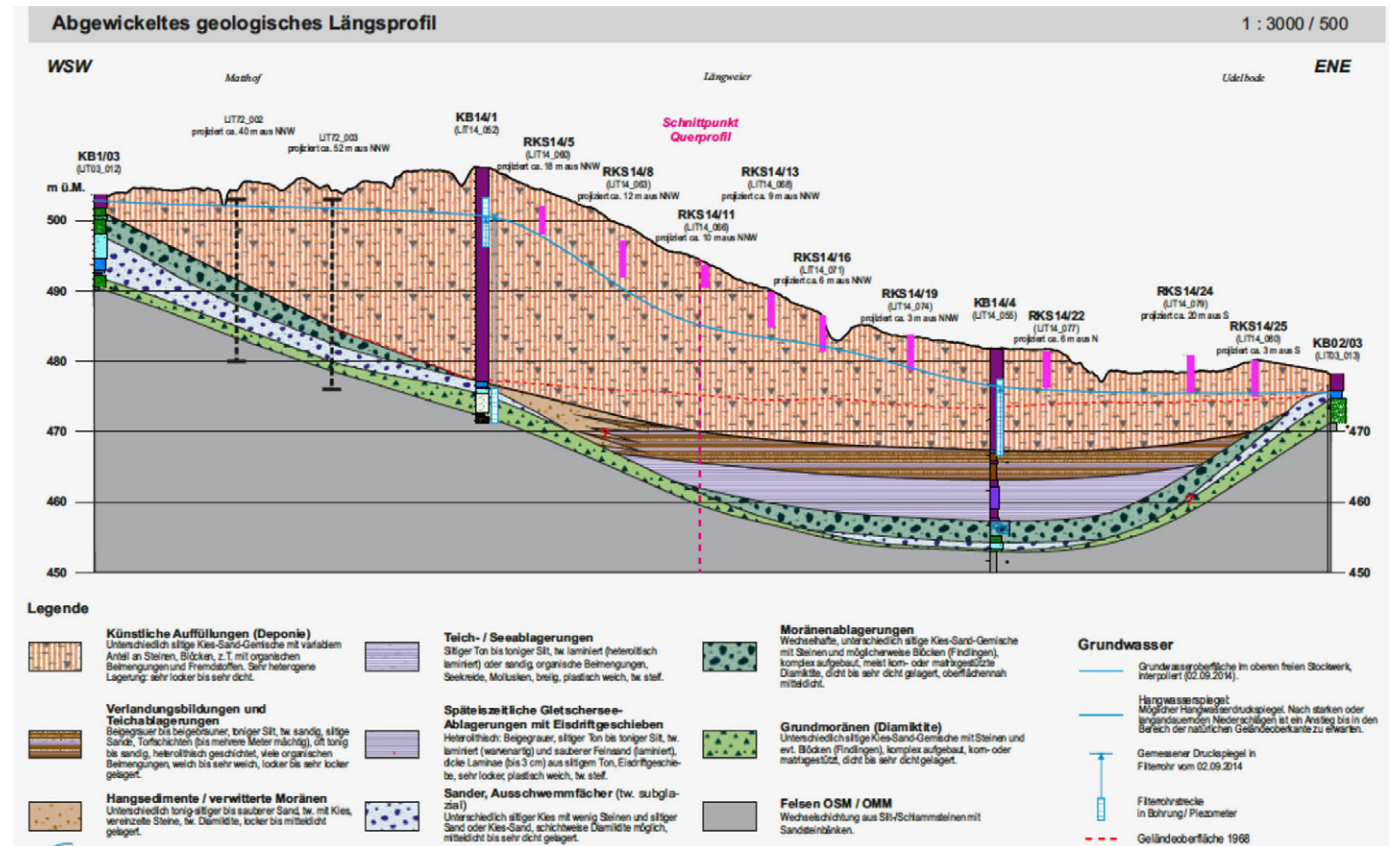 Abgewickeltes geologisches Längsprofil
1 : 3000 / 500
WSW
ENE
Matthof
Längweier
Udelbode
LIT72_002
projiziert ca. 40 m aus NNW
LIT72_003
projiziert ca. 52 m aus NNW
KB14/1
(LIT14_052)
Schnittpunkt
Querprofil
KB1/03
(LIT03_012)
RKS14/5
(LIT14_060)
projiziert ca. 18 m aus NNW
RKS14/8
(LIT14_063)
projiziert ca. 12 m aus NNW
RKS14/13
(LIT14_068)
projiziert ca. 9 m aus NNW
RKS14/11
(LIT14_066)
projiziert ca. 10 m aus NNW
RKS14/16
(LIT14_071)
projiziert ca. 6 m aus NNW
RKS14/19
(LIT14_074)
projiziert ca. 3 m aus NNW
KB14/4
(LIT14_055)
RKS14/22
(LIT14_077)
projiziert ca. 6 m aus N
RKS14/24
(LIT14_079)
projiziert ca. 20 m aus S
RKS14/25
(LIT14_080)
projiziert ca. 3 m aus S
KB02/03
(LIT03_013)
m ü.M.
500
490
480
470
470
460
460
450
450
Legende
Künstliche Auffüllungen (Deponie)
Unterschiedlich siltige Kies-Sand-Gemische mit variablem
Anteil an Steinen, Blöcken, z.T. mit organischen
Beimengungen und Fremdstoffen. Sehr heterogene
Lagerung: sehr locker bis sehr dicht.
Verlandungsbildungen und
Teichablagerungen
Beigegrauer bis beigebrauner, toniger Silt, tw. sandig, siltige
Sande, Torfschichten (bis mehrere Meter mächtig), oft tonig
bis sandig, heterolithisch geschichtet, viele organischen
Beimengungen, weich bis sehr weich, locker bis sehr locker
gelagert.
Hangsedimente / verwitterte Moränen
Unterschiedlich tonig-siltiger bis sauberer Sand, tw. mit Kies,
vereinzelte Steine, tw. Diamiktite, locker bis mitteldicht
gelagert.
Teich- / Seeablagerungen
Siltiger Ton bis toniger Silt, tw. laminiert (heterolitisch
laminiert) oder sandig, organische Beimengungen,
Seekreide, Mollusken, breiig, plastisch weich, tw. steif.
Späteiszeitliche Gletschersee-
Ablagerungen mit Eisdriftgeschieben
Heterolithisch: Beigegrauer, siltiger Ton bis toniger Silt, tw.
laminiert (warvenartig) und sauberer Feinsand (laminiert),
dicke Laminae (bis 3 cm) aus siltigem Ton, Eisdriftgeschie-
be, sehr locker, plastisch weich, tw. steif.
Sander, Ausschwemmfächer (tw. subgla-
zial)
Unterschiedlich siltiger Kies mit wenig Steinen und siltiger
Sand oder Kies-Sand, schichtweise Diamiktite möglich,
mitteldicht bis sehr dicht gelagert.
Moränenablagerungen
Wechselhafte, unterschiedlich siltige Kies-Sand-Gemische
mit Steinen und möglicherweise Blöcken (Findlingen),
komplex aufgebaut, meist korn- oder matrixgestützte
Diamiktite, dicht bis sehr dicht gelagert, oberflächennah
mitteldicht.
Grundmoränen (Diamiktite)
Unterschiedlich siltige Kies-Sand-Gemische mit Steinen und
evt. Blöcken (Findlingen), komplex aufgebaut, korn- oder
matrixgestützt, dicht bis sehr dicht gelagert.
Felsen OSM / OMM
Wechselschichtung aus Silt-/Schlammsteinen mit
Sandsteinbänken.
Grundwasser
Grundwasseroberfläche im oberen freien Stockwerk,
interpoliert (02.09.2014).
Hangwasserspiegel:
Möglicher Hangwasserdruckspiegel. Nach starken oder
langandauernden Niederschlägen ist ein Anstieg bis in den
Bereich der natürlichen Geländeoberkante zu erwarten.
Gemessener Druckspiegel in
Filterrohr vom 02.09.2014
Filterrohrstrecke
in Bohrung / Piezometer
Geländeoberfläche 1968